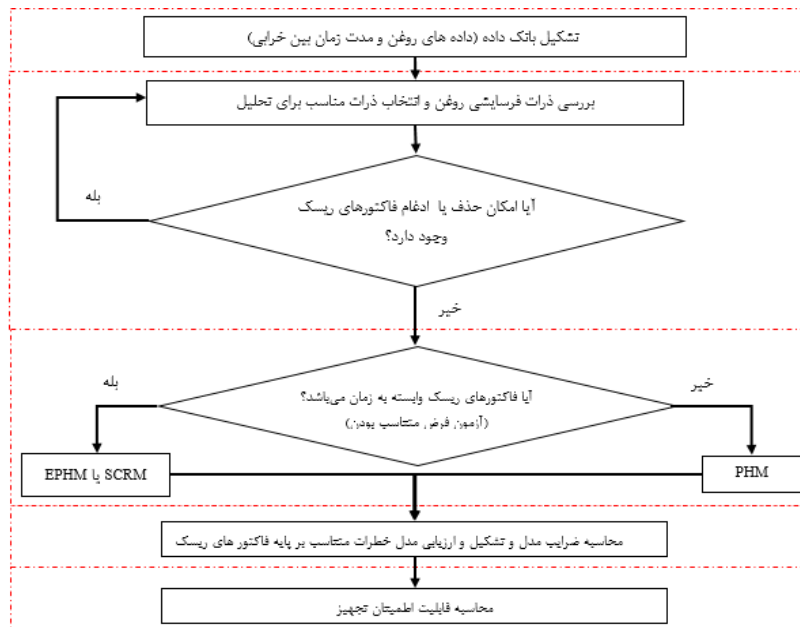 تشکیل بانک داده (داده های روغن و مدت زمان بین خرابی)
بررسی ذرات فرسایشی روغن و انتخاب ذرات مناسب برای تحلیل
بله
آیا امکان حذف یا ادغام فاکتورهای ریسک
وجود دارد؟
خیر
بله
خیر
آیا فاکتورهای ریسک وابسته به زمان می‌باشد؟
(آزمون فرض متناسب بودن)
SCRM یا EPHM
PHM
محاسبه ضرایب مدل و تشکیل و ارزیابی مدل خطرات متناسب بر پایه فاکتور های ریسک
محاسبه قابلیت اطمینان تجهیز